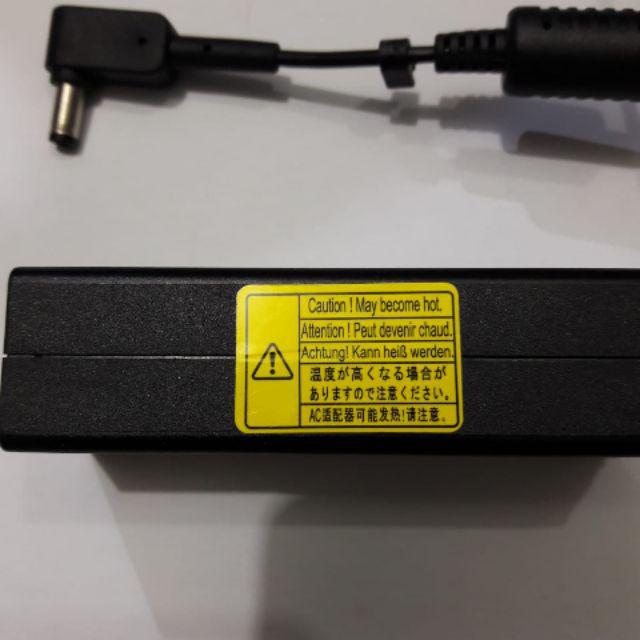 Caution ! May become hot.
Attention ! Peut devenir chaud.
Achtung! Kann heiß werden.
温度が高くなる場合が
ありますので注意ください。
AC适配器可能发热!请注意.